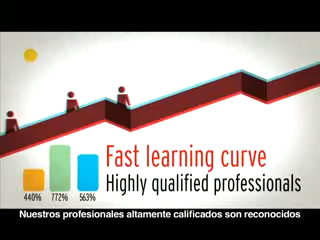 Fast learning curve
Highly qualified professionals
440% 772% 563%
Nuestros profesionales altamente calificados son reconocidos